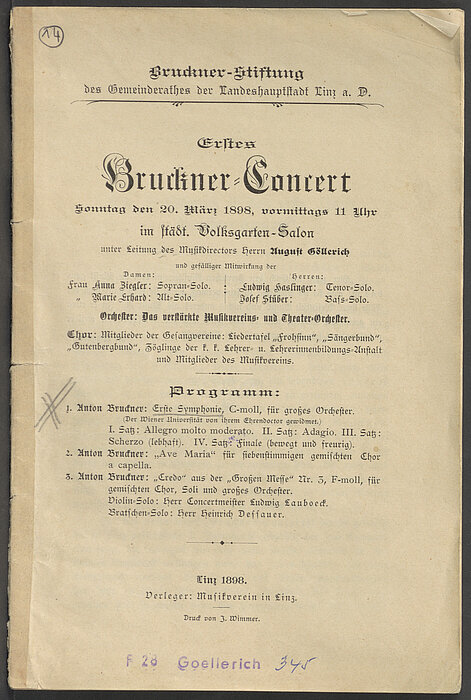 14
Bruckner-Stiftung
des Gemeinderathes der Landeshauptstadt Linz a. D.
Erstes
Bruckner-Concert
Sonntag den 20. März 1898, vormittags 11 Uhr
im städt. Volksgarten-Salon
unter Leitung des Musikdirectors Herrn August Göllerich
und gefälliger Mitwirkung der
Damen: Herren:
Frau Anna Ziegler: Sopran-Solo. : Ludwig Haslinger: Tenor-Solo.
„ Marie Erhard: Alt-Solo. : Josef Stüber: Bass-Solo.
Orchester: Das verstärkte Musikvereins- und Theater-Orchester.
Chor: Mitglieder der Gesangvereine: Liedertafel „Frohsinn“, „Sängerbund“,
„Gutenbergbund“, Zöglinge der k. k. Lehrer- u. Lehrerinnenbildungs-Anstalt
und Mitglieder des Musikvereins.
Programm:
1. Anton Bruckner: Erste Symphonie, C-moll, für großes Orchester.
(Der Wiener Universität von ihrem Ehrendoctor gewidmet.)
I. Satz: Allegro molto moderato. II. Satz: Adagio. III. Satz:
Scherzo (lebhaft). IV. Satz: Finale (bewegt und feurig).
2. Anton Bruckner: „Ave Maria“ für siebenstimmigen gemischten Chor
a capella.
3. Anton Bruckner: „Credo“ aus der „Großen Messe“ Nr. 3, F-moll, für
gemischten Chor, Soli und großes Orchester.
Violin-Solo: Herr Concertmeister Ludwig Lauboeck.
Bratschen-Solo: Herr Heinrich Dessauer.
Linz 1898.
Verleger: Musikverein in Linz.
Druck von J. Wimmer.
F 28 Goellerich 345